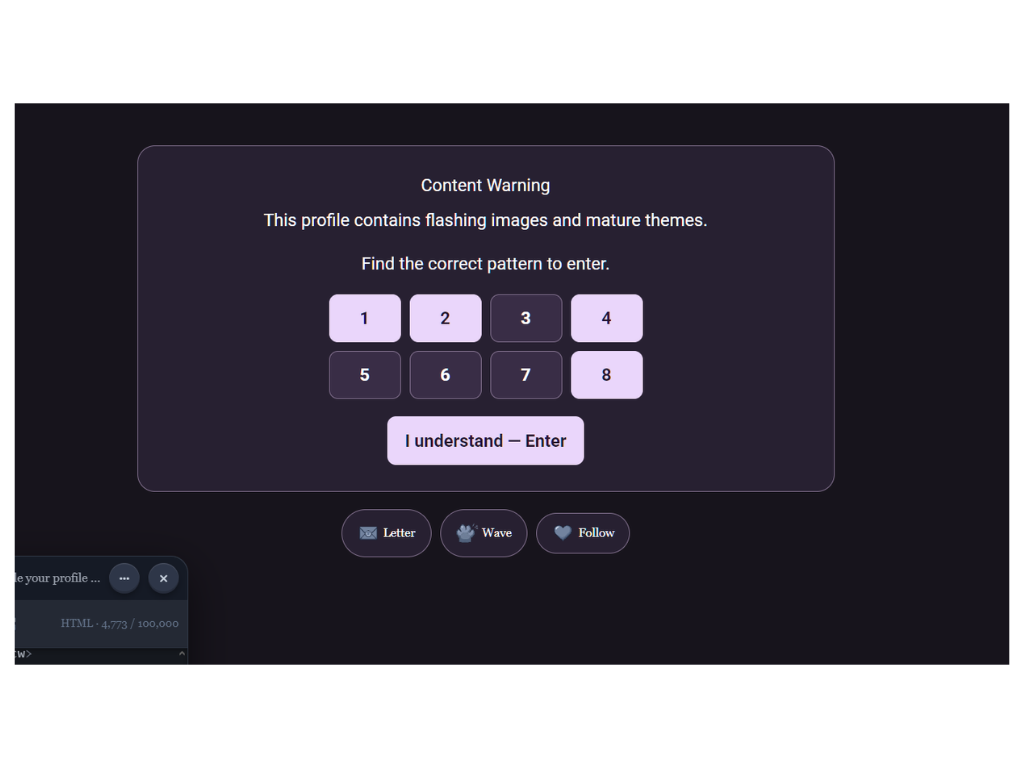 Content Warning
This profile contains flashing images and mature themes.
Find the correct pattern to enter.
1 2 3 4
5 6 7 8
I understand — Enter
Letter Wave Follow
your profile ...
HTML · 4,773 / 100,000